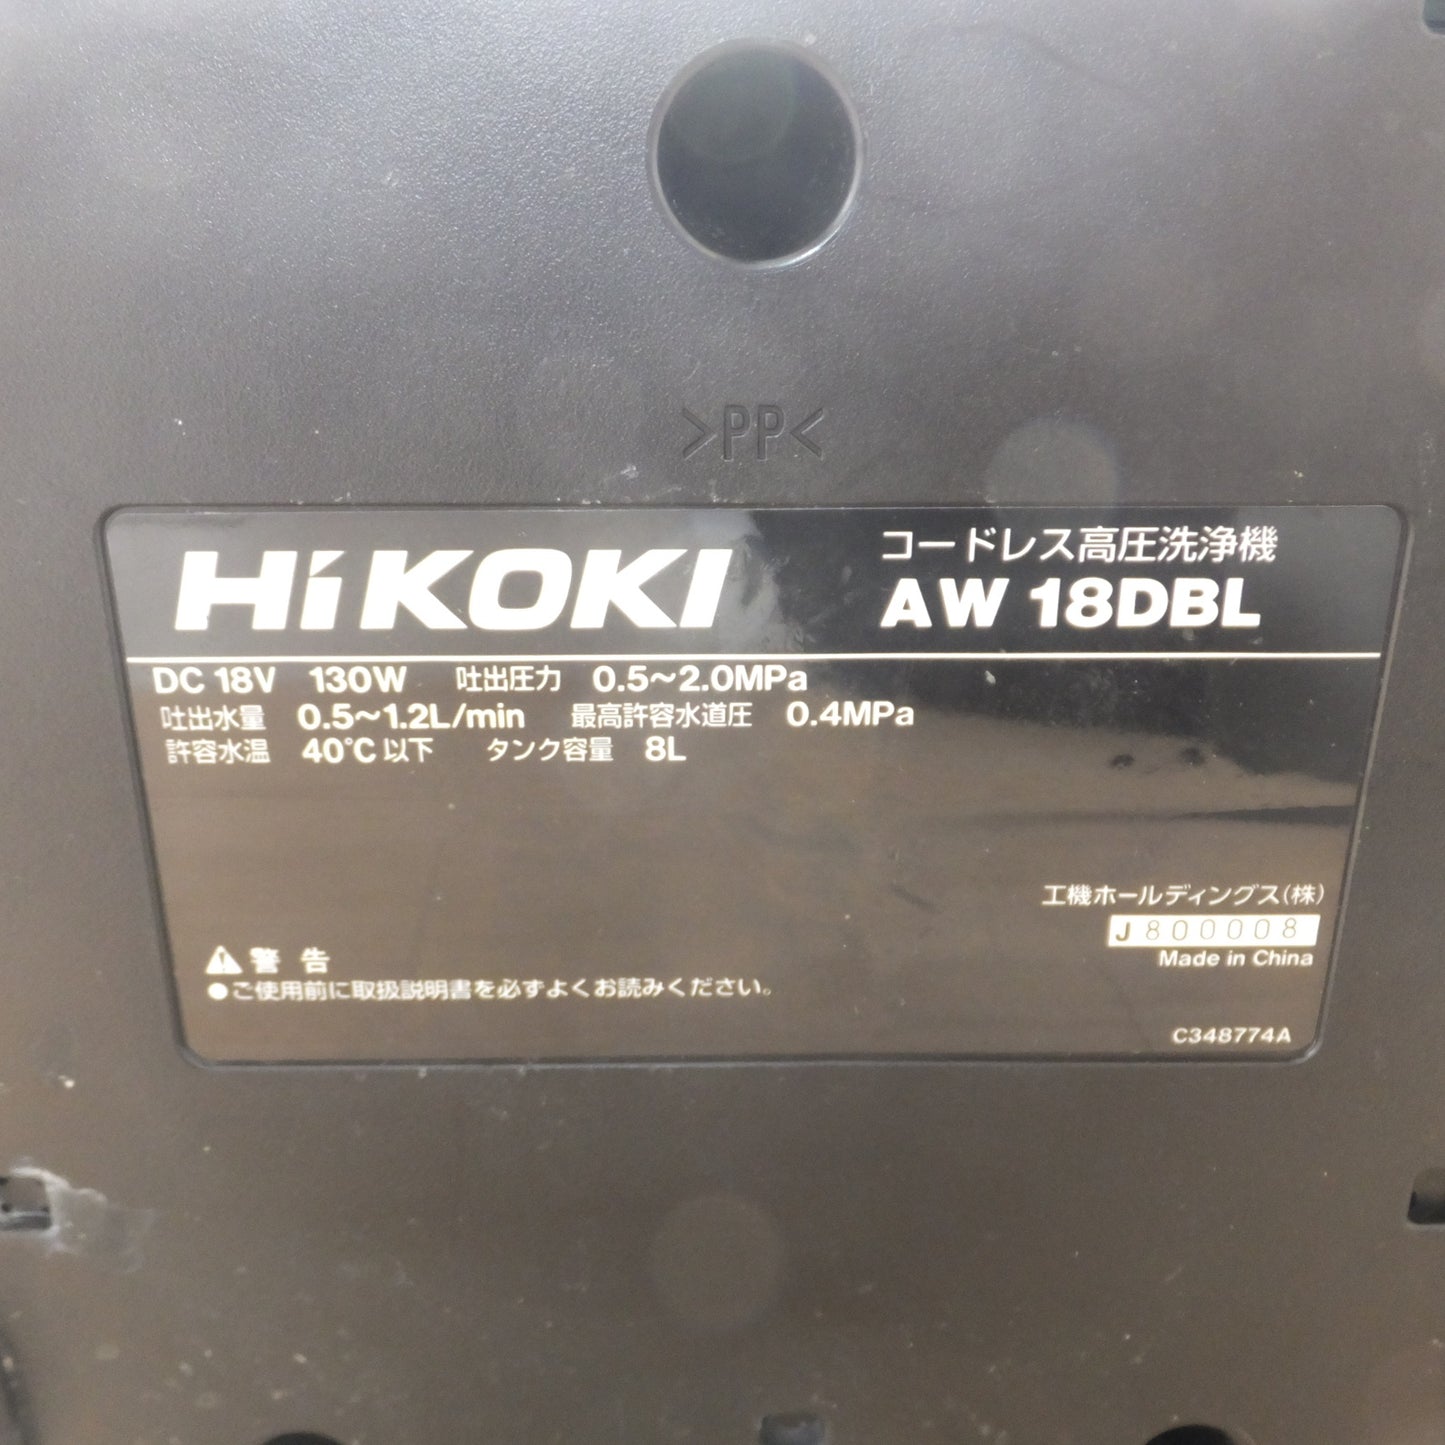 >PP<
HiKOKI
コードレス高圧洗浄機
AW 18DBL
DC 18V 130W 吐出圧力 0.5~2.0MPa
吐出水量 0.5~1.2L/min 最高許容水道圧 0.4MPa
許容水温 40℃以下 タンク容量 8L
工機ホールディングス(株)
J 800008
Made in China
⚠警告
●ご使用前に取扱説明書を必ずよくお読みください。
C348774A